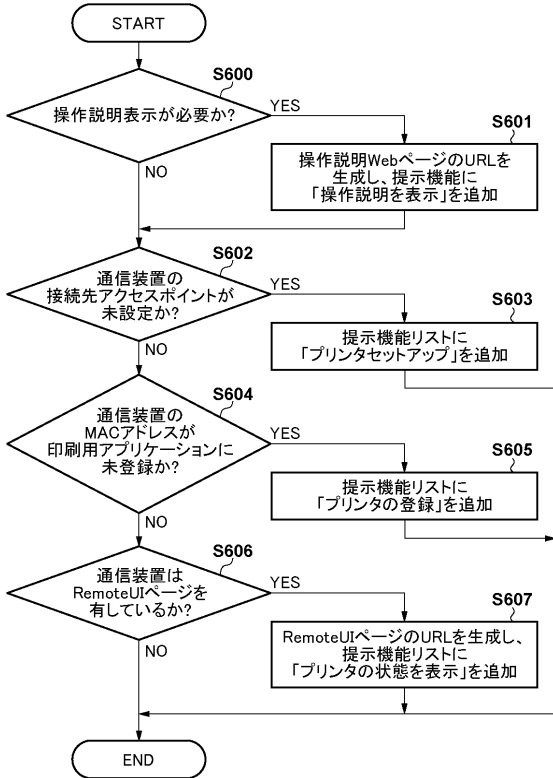 START
S600
操作説明表示が必要か?
YES
NO
S601
操作説明WebページのURLを
生成し、提示機能に
「操作説明を表示」を追加
S602
通信装置の
接続先アクセスポイントが
未設定か?
YES
NO
S603
提示機能リストに
「プリンタセットアップ」を追加
S604
通信装置の
MACアドレスが
印刷用アプリケーションに
未登録か?
YES
NO
S605
提示機能リストに
「プリンタの登録」を追加
S606
通信装置は
RemoteUIページを
有しているか?
YES
NO
S607
RemoteUIページのURLを生成し、
提示機能リストに
「プリンタの状態を表示」を追加
END